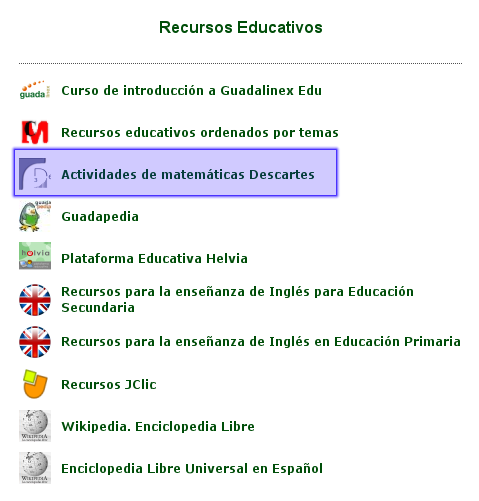 Recursos Educativos
guada
Curso de introducción a Guadalinex Edu
Recursos educativos ordenados por temas
Actividades de matemáticas Descartes
guada
Guadapedia
helvia
Plataforma Educativa Helvia
Recursos para la enseñanza de Inglés para Educación
Secundaria
Recursos para la enseñanza de Inglés en Educación Primaria
Recursos JClic
WIKIPEDIA
Wikipedia. Enciclopedia Libre
WIKIPEDIA
Enciclopedia Libre Universal en Español